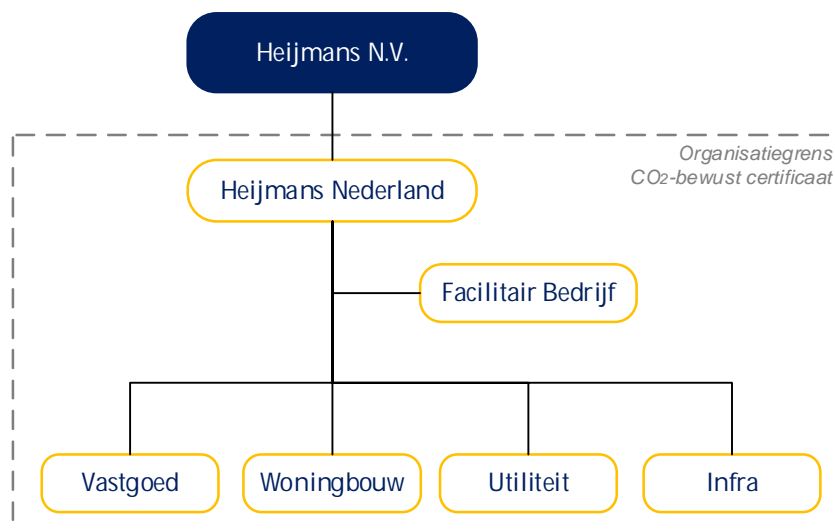 Heijmans N.V.
Organisatiegrens
CO2-bewust certificaat
Heijmans Nederland
Facilitair Bedrijf
Vastgoed
Woningbouw
Utiliteit
Infra